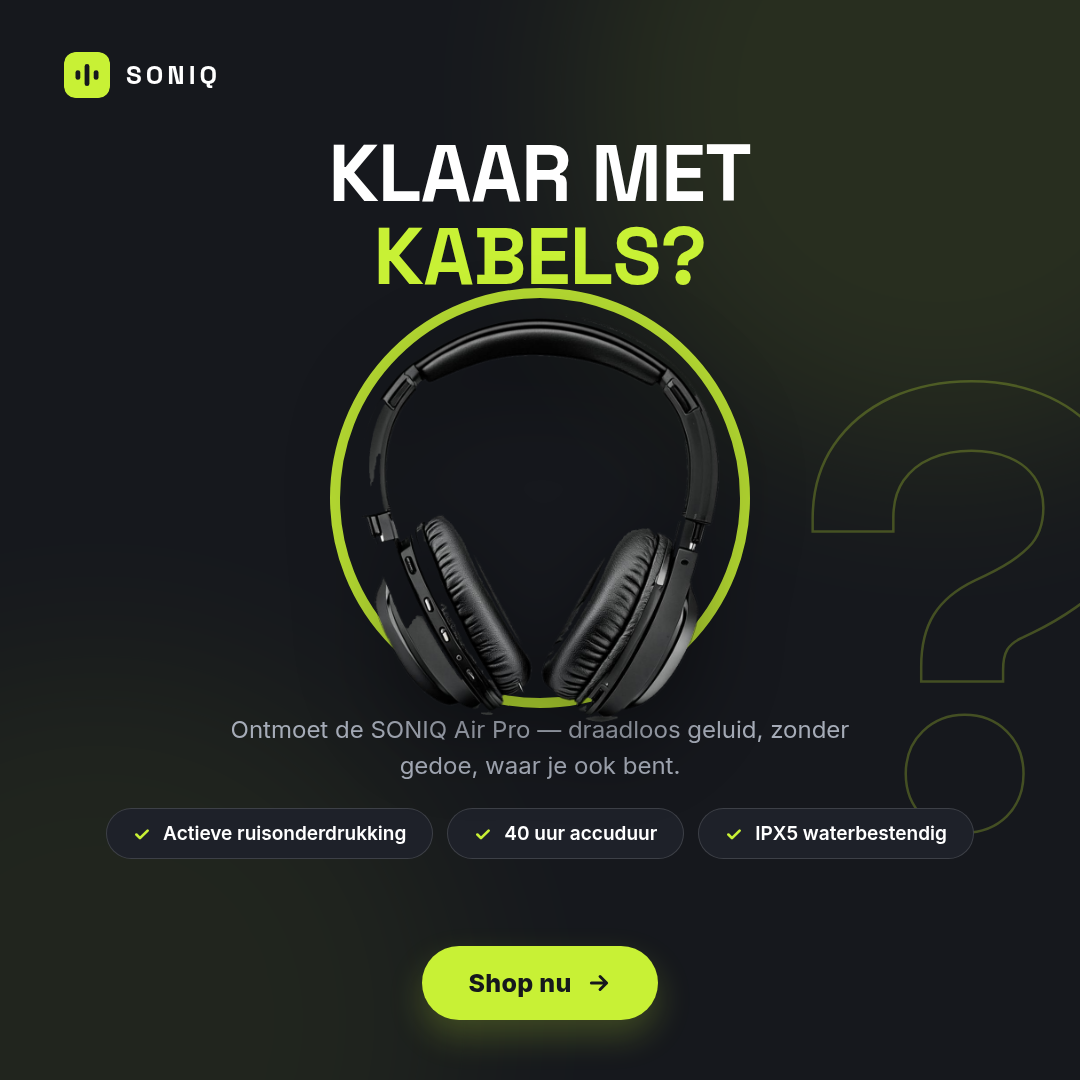 SONIQ
KLAAR MET
KABELS?
?
Ontmoet de SONIQ Air Pro — draadloos geluid, zonder
gedoe, waar je ook bent.
Actieve ruisonderdrukking
40 uur accuduur
IPX5 waterbestendig
Shop nu →